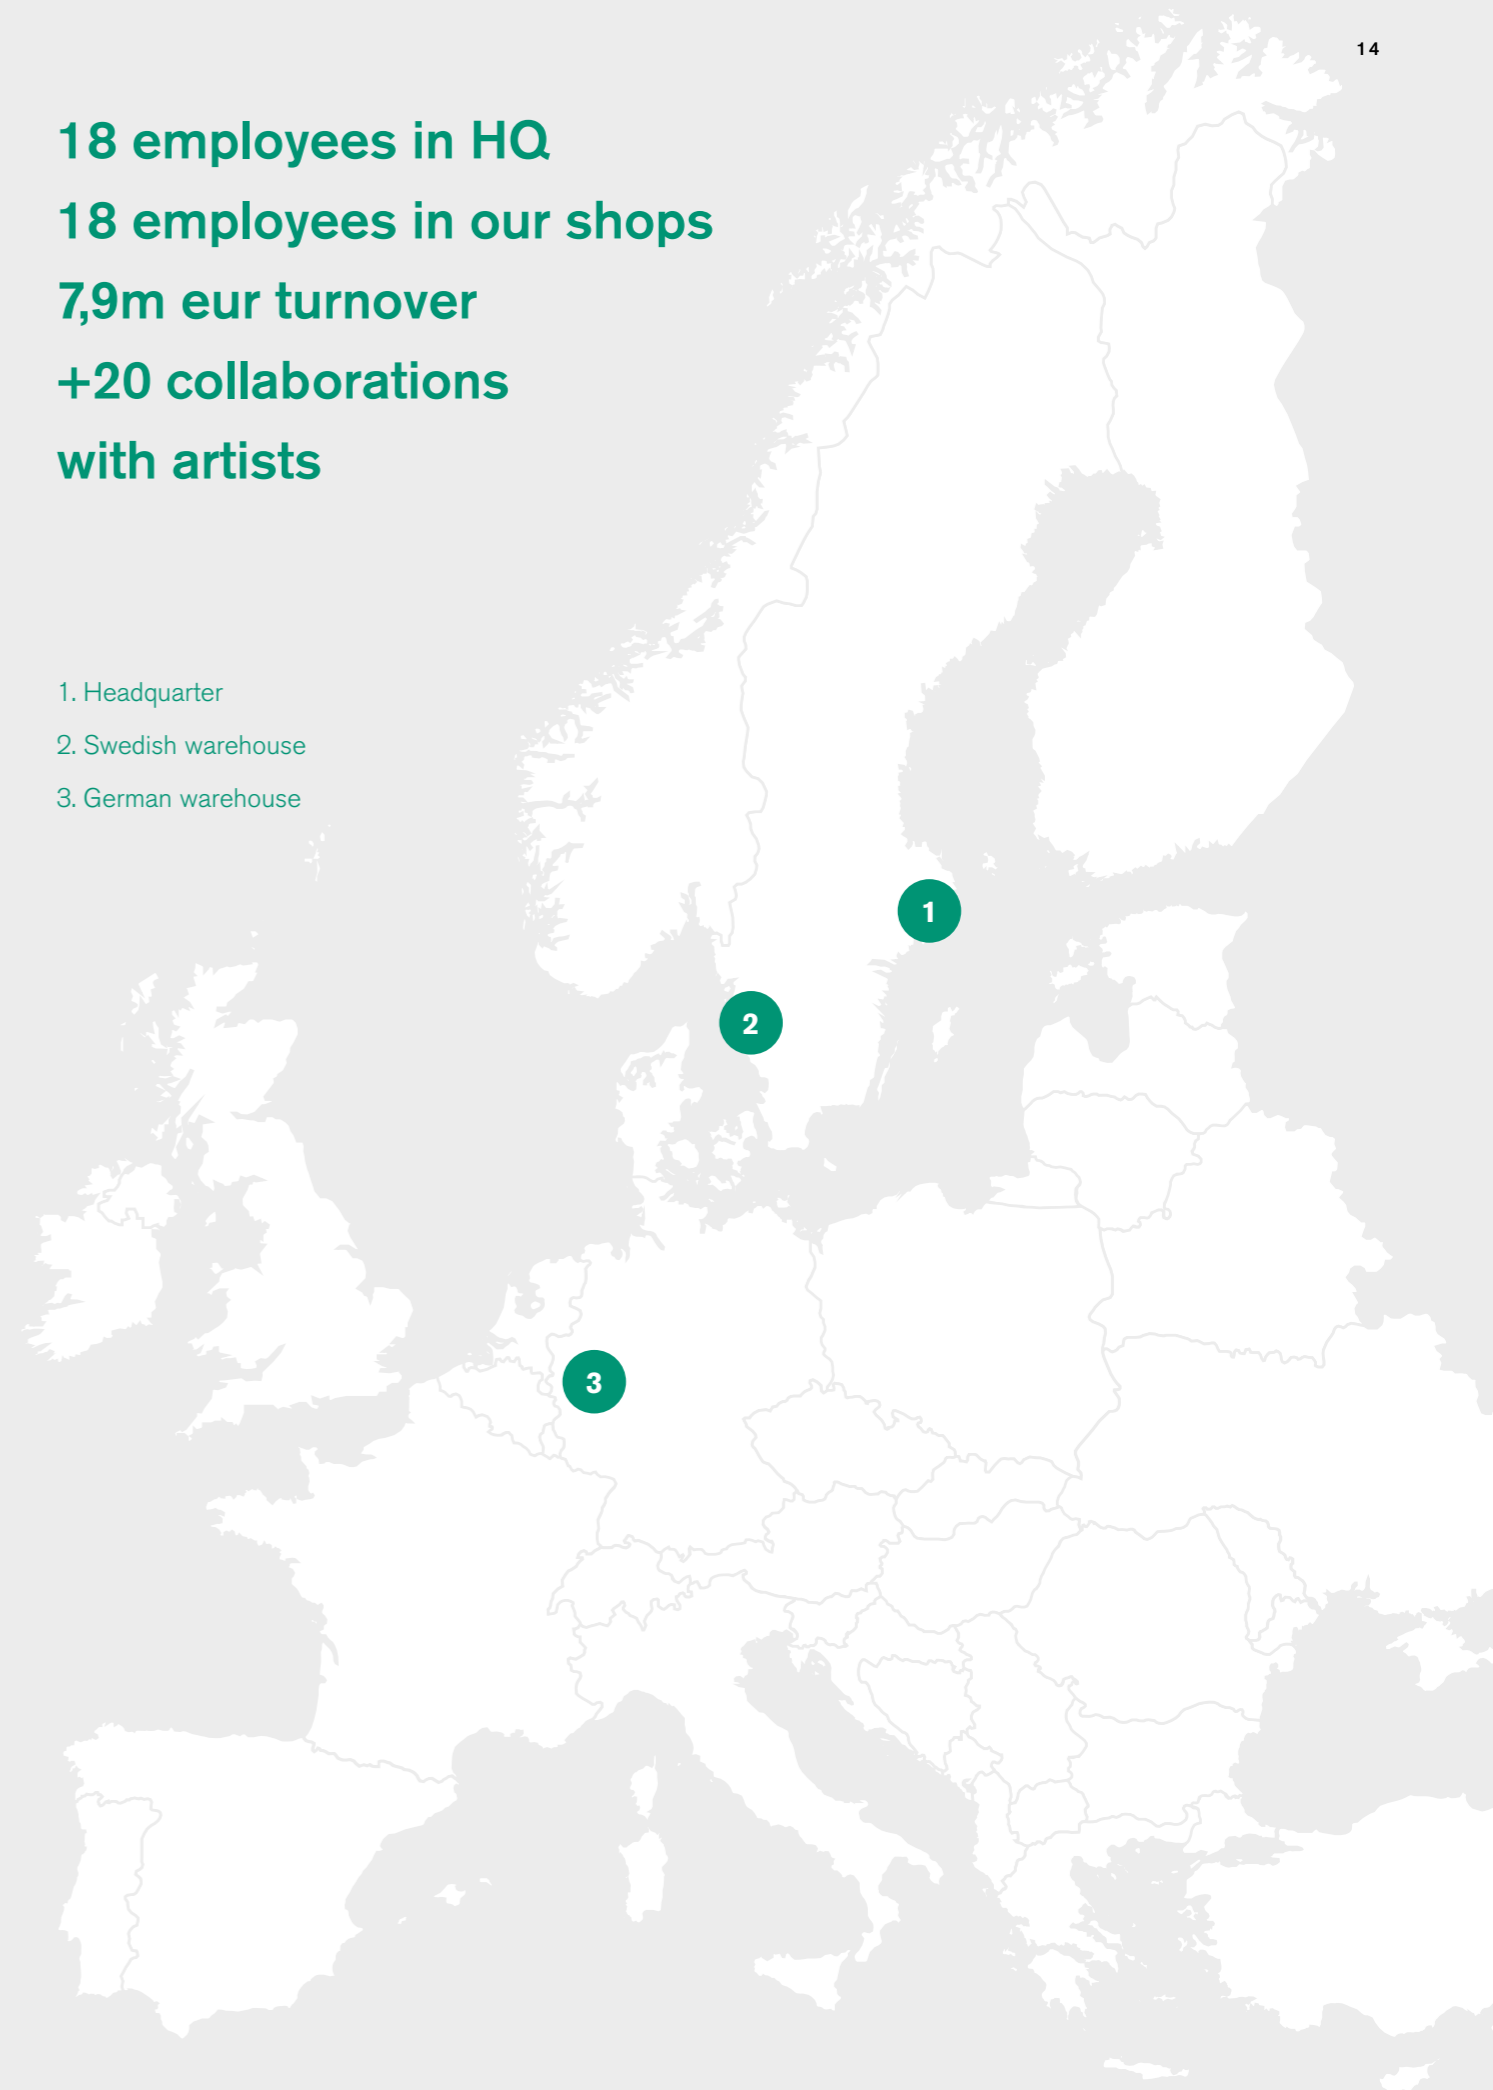 14
18 employees in HQ
18 employees in our shops
7,9m eur turnover
+20 collaborations
with artists
1. Headquarter
2. Swedish warehouse
3. German warehouse
1
2
3